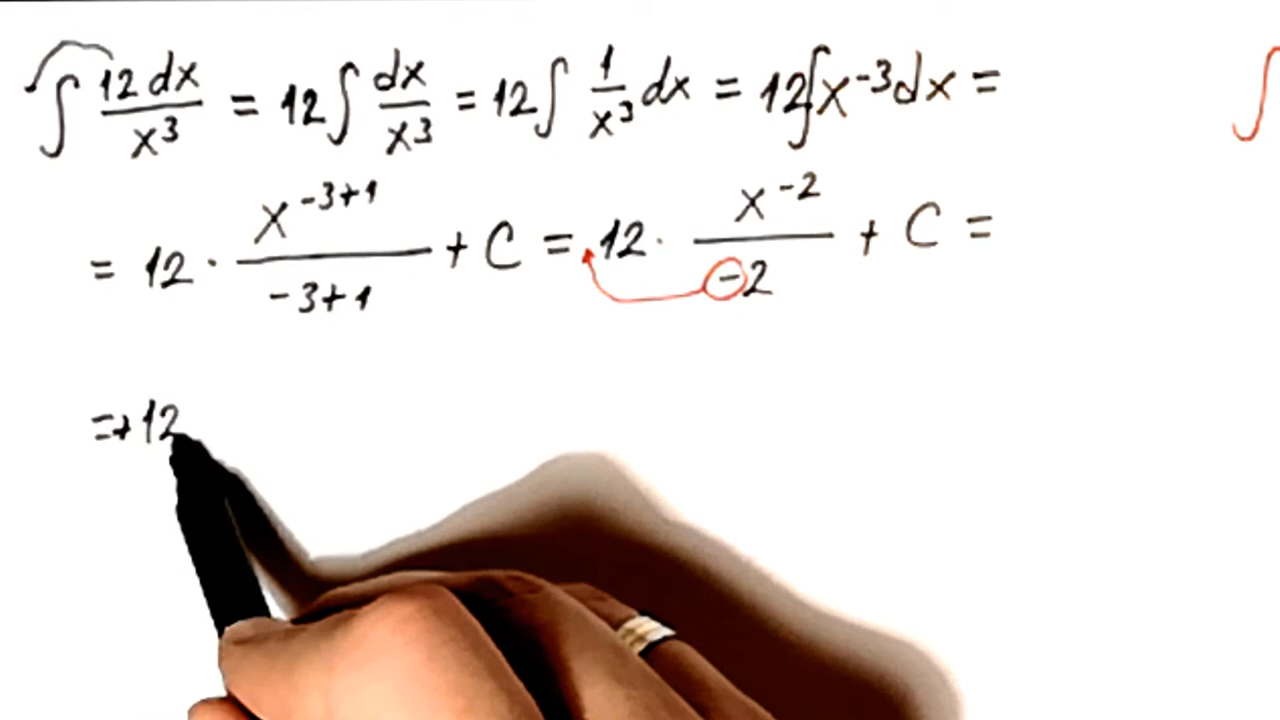 ∫ 12 dx / x³ = 12 ∫ dx / x³ = 12 ∫ 1/x³ dx = 12 ∫ x⁻³ dx = ∫
= 12 · x⁻³⁺¹ / -3+1 + C = 12 · x⁻² / -2 + C =
=+12